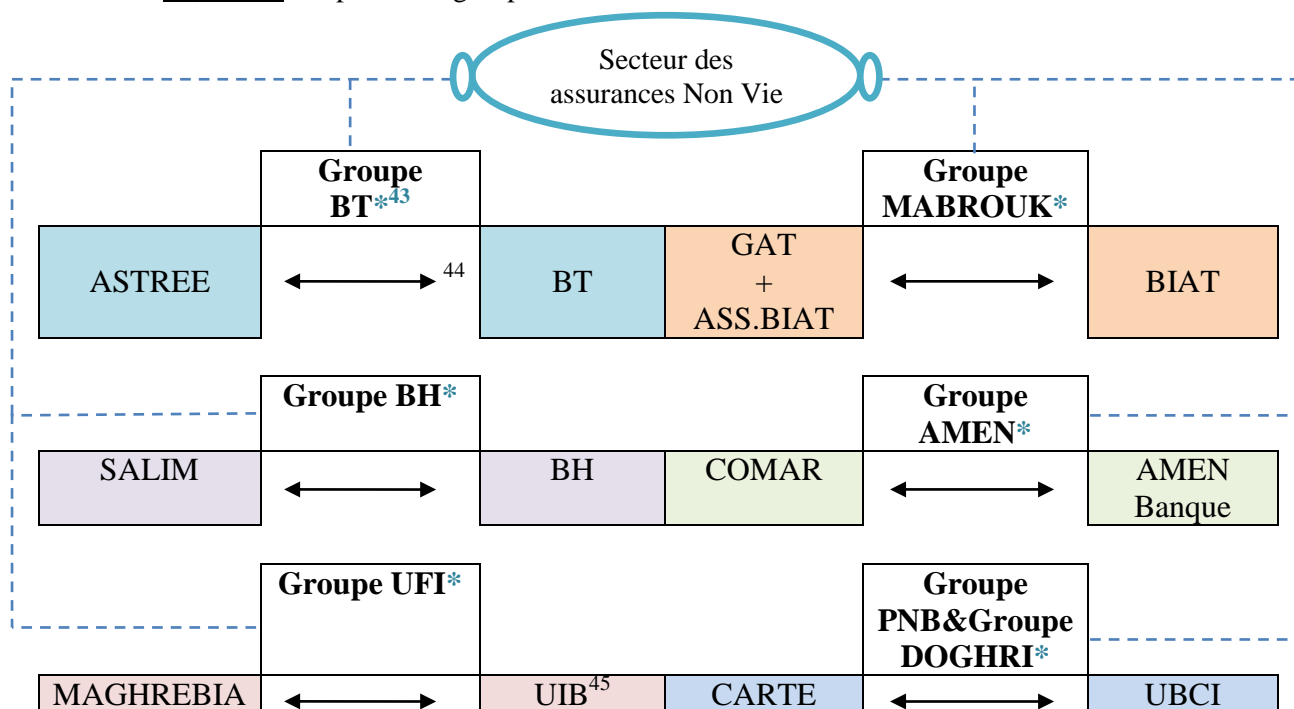 Secteur des
assurances Non Vie
Groupe
BT*43
Groupe
MABROUK*
ASTREE
44
BT
GAT
+
ASS.BIAT
BIAT
Groupe BH*
Groupe
AMEN*
SALIM
BH
COMAR
AMEN
Banque
Groupe UFI*
Groupe
PNB&Groupe
DOGHRI*
MAGHREBIA
UIB45
CARTE
UBCI